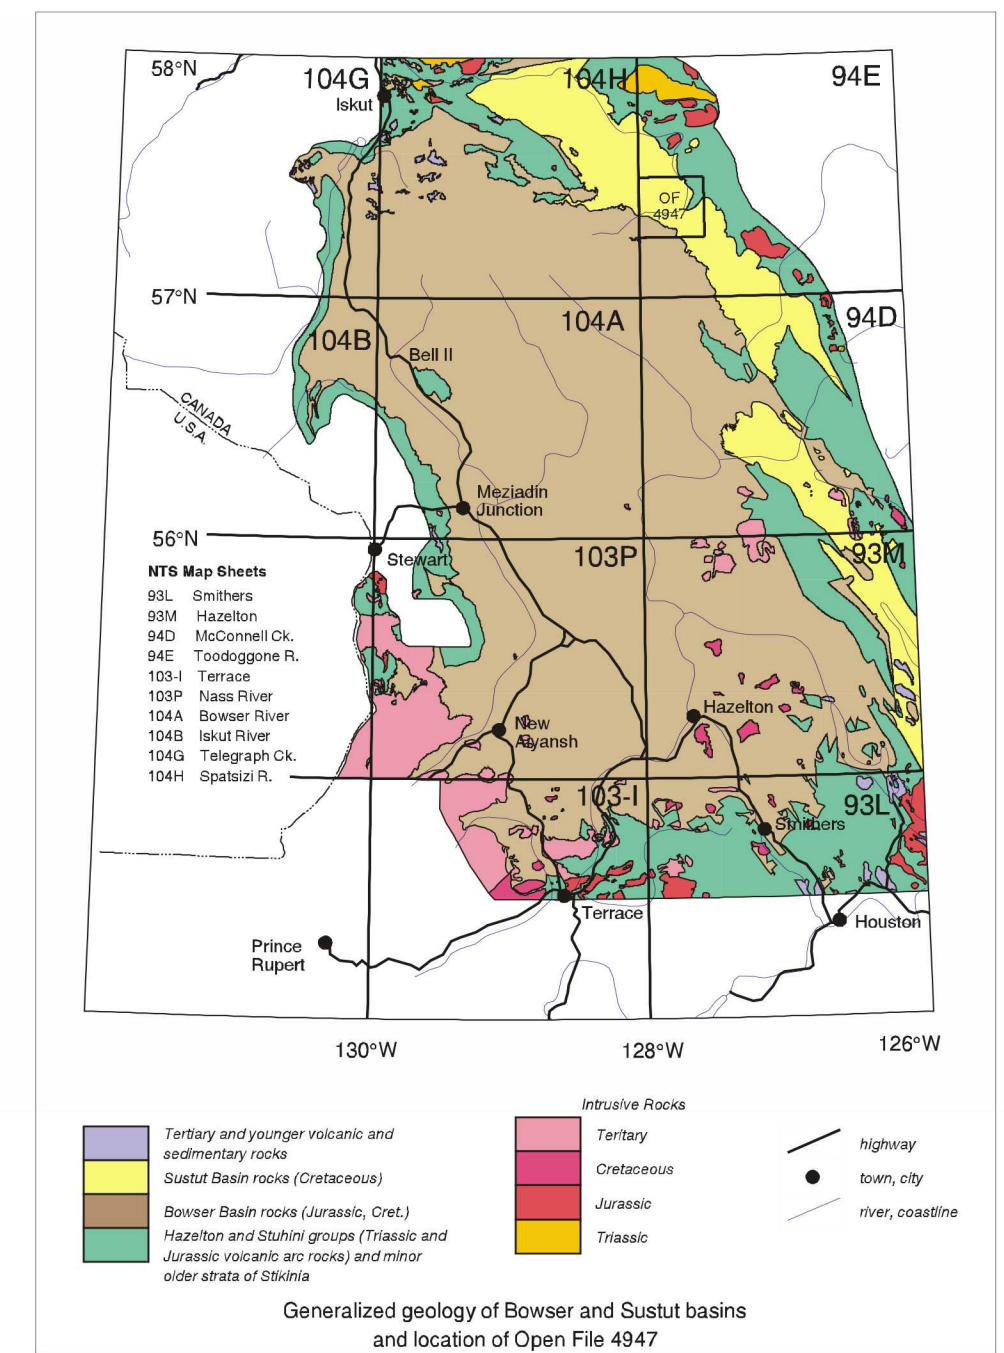 58°N
104G
104H
94E
Iskut
OF
4947
57°N
104B
104A
94D
Bell II
CANADA
U.S.A.
Meziadin
Junction
56°N
103P
93M
Stewart
NTS Map Sheets
93L Smithers
93M Hazelton
94D McConnell Ck.
94E Toodoggone R.
103-I Terrace
103P Nass River
104A Bowser River
104B Iskut River
104G Telegraph Ck.
104H Spatsizi R.
Hazelton
New
Aiyansh
103-I
93L
Smithers
Terrace
Houston
Prince
Rupert
130°W
128°W
126°W
Tertiary and younger volcanic and
sedimentary rocks
Sustut Basin rocks (Cretaceous)
Bowser Basin rocks (Jurassic, Cret.)
Hazelton and Stuhini groups (Triassic and
Jurassic volcanic arc rocks) and minor
older strata of Stikinia
Intrusive Rocks
Teritary
Cretaceous
Jurassic
Triassic
highway
town, city
river, coastline
Generalized geology of Bowser and Sustut basins
and location of Open File 4947